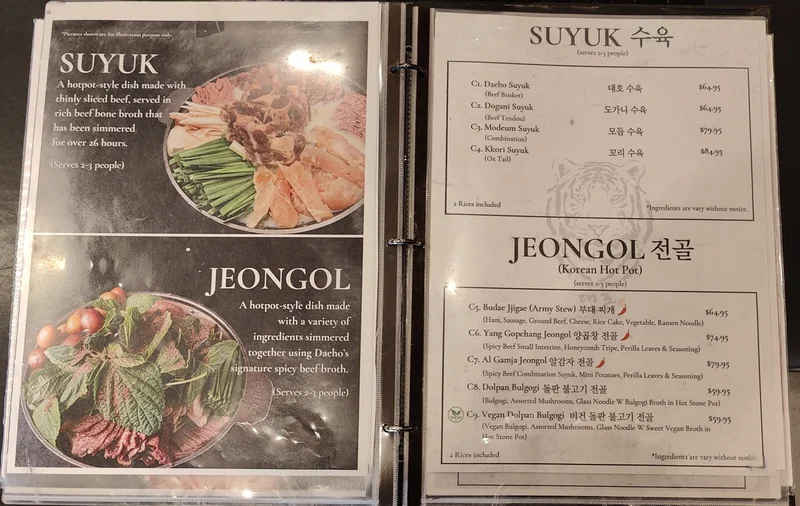 *Pictures shown are for illustration purpose only.
SUYUK
A hotpot-style dish made with
thinly sliced beef, served in
rich beef bone broth that
has been simmered
for over 26 hours.
(Serves 2-3 people)
JEONGOL
A hotpot-style dish made
with a variety of
ingredients simmered
together using Daeho's
signature spicy beef broth.
(Serves 2-3 people)
SUYUK 수육
(serves 2-3 people)
C1. Daeho Suyuk 대호 수육 $64.95
(Beef Brisket)
C2. Dogani Suyuk 도가니 수육 $64.95
(Beef Tendon)
C3. Modeum Suyuk 모듬 수육 $79.95
(Combination)
C4. Kkori Suyuk 꼬리 수육 $84.95
(Ox Tail)
2 Rices included *Ingredients are vary without notice.
JEONGOL 전골
(Korean Hot Pot)
(serves 2-3 people)
C5. Budae Jjigae (Army Stew) 부대 찌개 $64.95
(Ham, Sausage, Ground Beef, Cheese, Rice Cake, Vegetable, Ramen Noodle)
C6. Yang Gopchang Jeongol 양곱창 전골 $74.95
(Spicy Beef Small Intestine, Honeycomb Tripe, Perilla Leaves & Seasoning)
C7. Al Gamja Jeongol 알감자 전골 $79.95
(Spicy Beef Combination Suyuk, Mini Potatoes, Perilla Leaves & Seasoning)
C8. Dolpan Bulgogi 돌판 불고기 전골 $59.95
(Bulgogi, Assorted Mushrooms, Glass Noodle W Bulgogi Broth in Hot Stone Pot)
C9. Vegan Dolpan Bulgogi 비건 돌판 불고기 전골 $59.95
(Vegan Bulgogi, Assorted Mushrooms, Glass Noodle W Sweet Vegan Broth in
Hot Stone Pot)
2 Rices included *Ingredients are vary without notice.